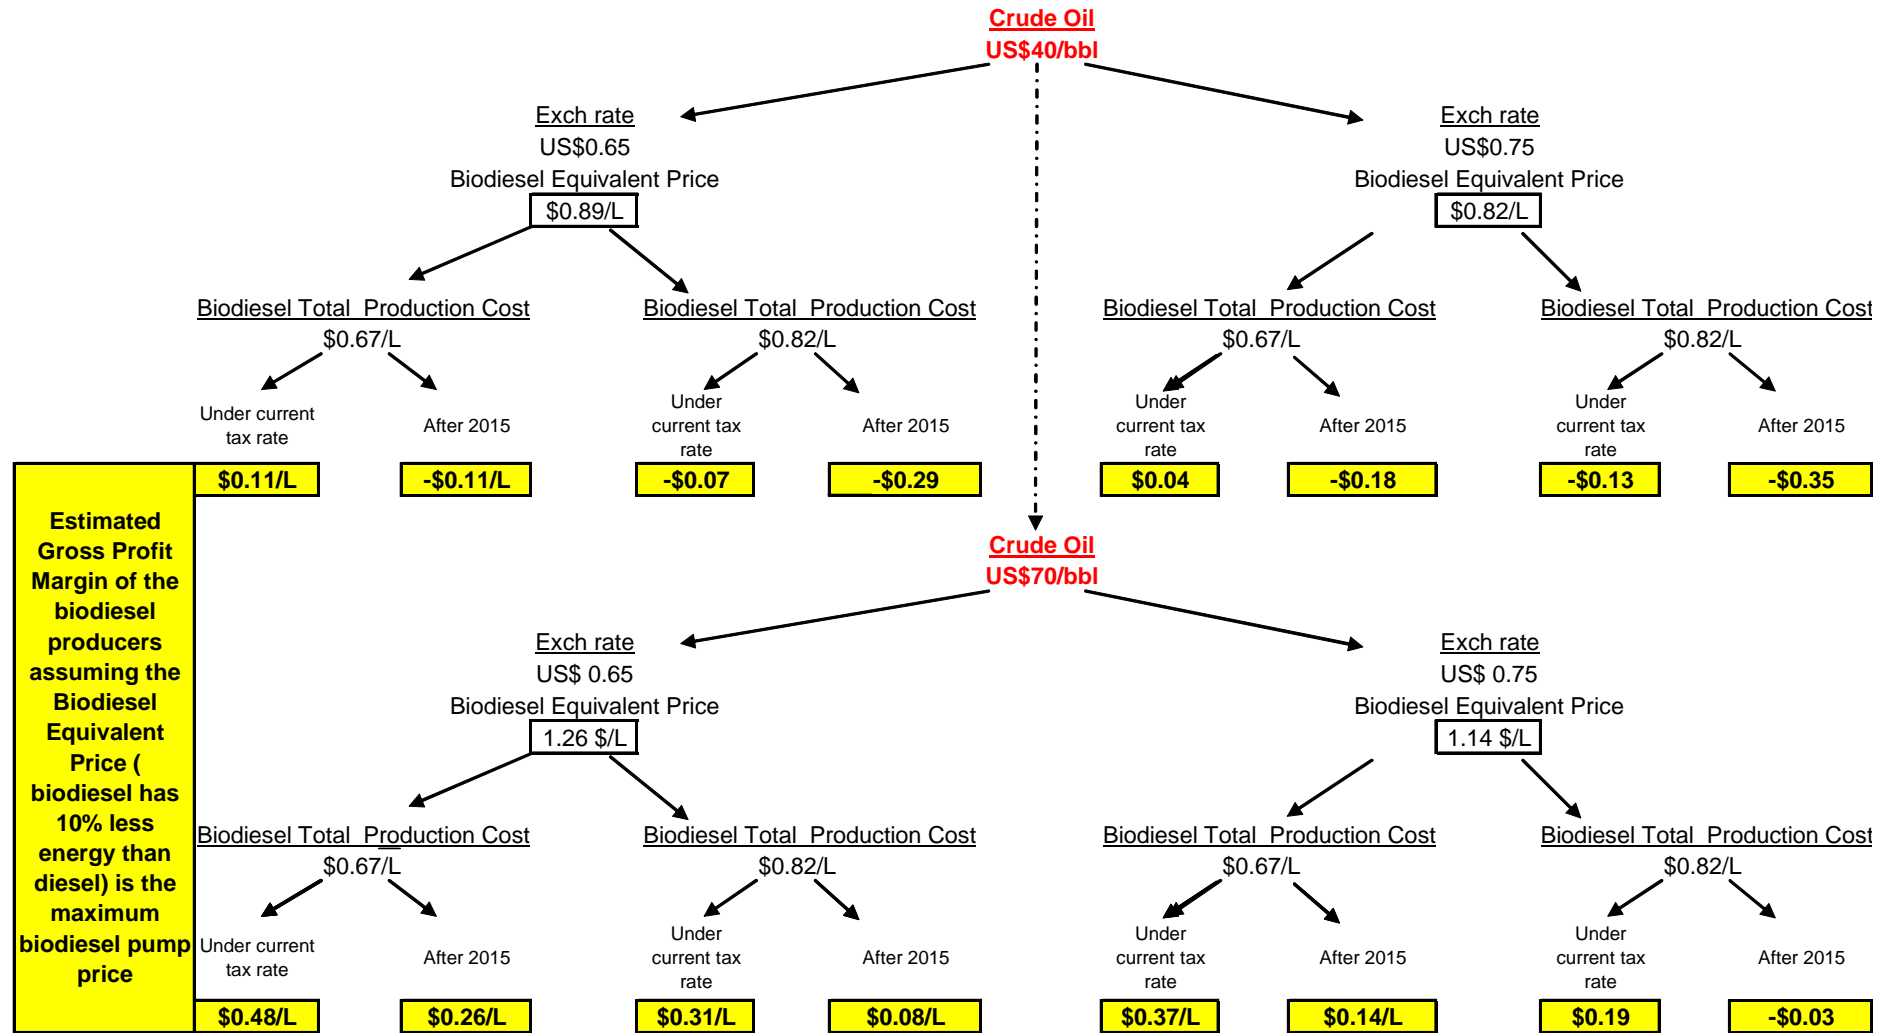 Crude Oil
US$40/bbl
Exch rate
US$0.65
Biodiesel Equivalent Price
$0.89/L
Exch rate
US$0.75
Biodiesel Equivalent Price
$0.82/L
Biodiesel Total Production Cost
$0.67/L
Biodiesel Total Production Cost
$0.82/L
Biodiesel Total Production Cost
$0.67/L
Biodiesel Total Production Cost
$0.82/L
Under current
tax rate
After 2015
Under
current tax
rate
After 2015
Under
current tax
rate
After 2015
Under
current tax
rate
After 2015
$0.11/L
-$0.11/L
-$0.07
-$0.29
$0.04
-$0.18
-$0.13
-$0.35
Estimated
Gross Profit
Margin of the
biodiesel
producers
assuming the
Biodiesel
Equivalent
Price (
biodiesel has
10% less
energy than
diesel) is the
maximum
biodiesel pump
price
Crude Oil
US$70/bbl
Exch rate
US$ 0.65
Biodiesel Equivalent Price
1.26 $/L
Exch rate
US$ 0.75
Biodiesel Equivalent Price
1.14 $/L
Biodiesel Total Production Cost
$0.67/L
Biodiesel Total Production Cost
$0.82/L
Biodiesel Total Production Cost
$0.67/L
Biodiesel Total Production Cost
$0.82/L
Under current
tax rate
After 2015
Under
current tax
rate
After 2015
Under
current tax
rate
After 2015
Under
current tax
rate
After 2015
$0.48/L
$0.26/L
$0.31/L
$0.08/L
$0.37/L
$0.14/L
$0.19
-$0.03